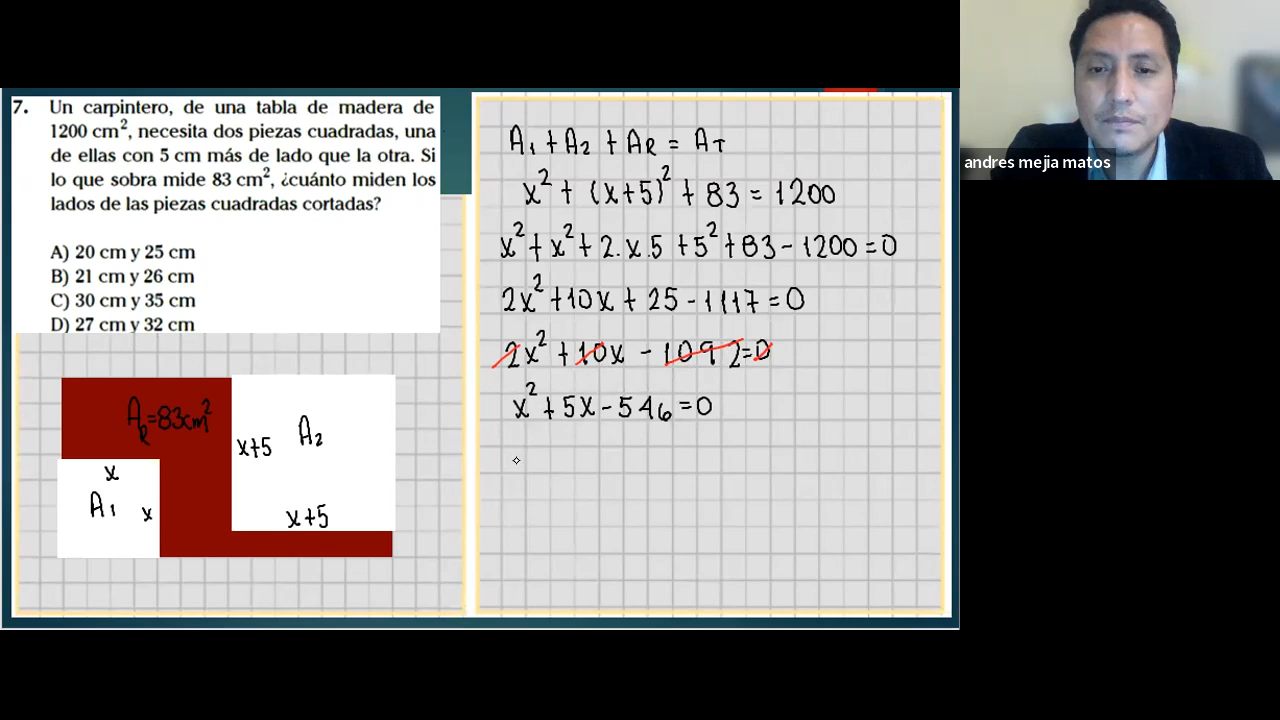 7. Un carpintero, de una tabla de madera de
1200 cm², necesita dos piezas cuadradas, una
de ellas con 5 cm más de lado que la otra. Si
lo que sobra mide 83 cm², ¿cuánto miden los
lados de las piezas cuadradas cortadas?
A) 20 cm y 25 cm
B) 21 cm y 26 cm
C) 30 cm y 35 cm
D) 27 cm y 32 cm
A_R=83cm²
x
A₁ x
x+5 A₂
x+5
A₁ + A₂ + A_R = A_T
x² + (x+5)² + 83 = 1200
x² + x² + 2.x.5 + 5² + 83 - 1200 = 0
2x² + 10x + 25 - 1117 = 0
2x² + 10x - 1092 = 0
x² + 5x - 546 = 0
andres mejia matos